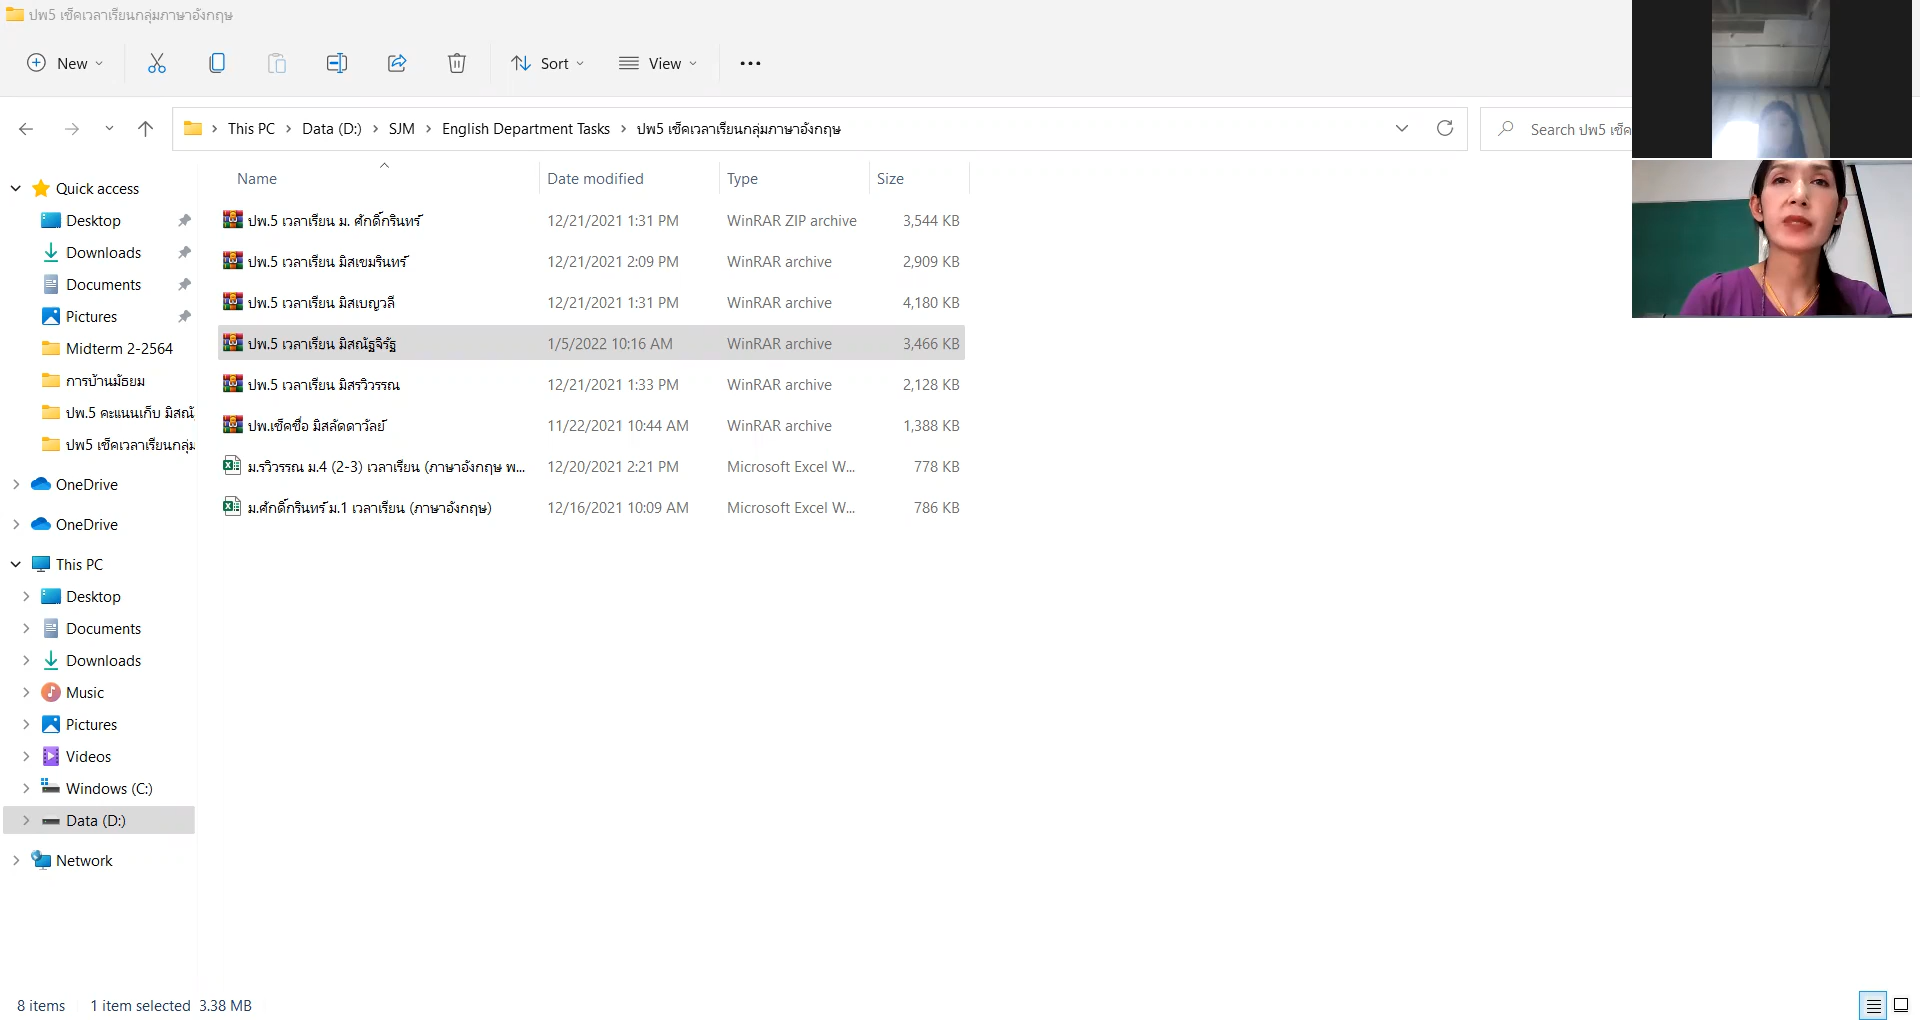 ปพ5 เช็คเวลาเรียนกลุ่มภาษาอังกฤษ
New
Sort
View
This PC
Data (D:)
SJM
English Department Tasks
ปพ5 เช็คเวลาเรียนกลุ่มภาษาอังกฤษ
Search ปพ5 เช็ค
Name Date modified Type Size
ปพ.5 เวลาเรียน ม. ศักดิ์กรินทร์ 12/21/2021 1:31 PM WinRAR ZIP archive 3,544 KB
ปพ.5 เวลาเรียน มิสเขมรินทร์ 12/21/2021 2:09 PM WinRAR archive 2,909 KB
ปพ.5 เวลาเรียน มิสเบญวลี 12/21/2021 1:31 PM WinRAR archive 4,180 KB
ปพ.5 เวลาเรียน มิสณัฐจิรัฐ 1/5/2022 10:16 AM WinRAR archive 3,466 KB
ปพ.5 เวลาเรียน มิสรวิวรรณ 12/21/2021 1:33 PM WinRAR archive 2,128 KB
ปพ.เช็คชื่อ มิสลัดดาวัลย์ 11/22/2021 10:44 AM WinRAR archive 1,388 KB
ม.รวิวรรณ ม.4 (2-3) เวลาเรียน (ภาษาอังกฤษ พ... 12/20/2021 2:21 PM Microsoft Excel W... 778 KB
ม.ศักดิ์กรินทร์ ม.1 เวลาเรียน (ภาษาอังกฤษ) 12/16/2021 10:09 AM Microsoft Excel W... 786 KB
Quick access
Desktop
Downloads
Documents
Pictures
Midterm 2-2564
การบ้านมัธยม
ปพ.5 คะแนนเก็บ มิสณั
ปพ5 เช็คเวลาเรียนกลุ่ม
OneDrive
OneDrive
This PC
Desktop
Documents
Downloads
Music
Pictures
Videos
Windows (C:)
Data (D:)
Network
8 items
1 item selected 3.38 MB